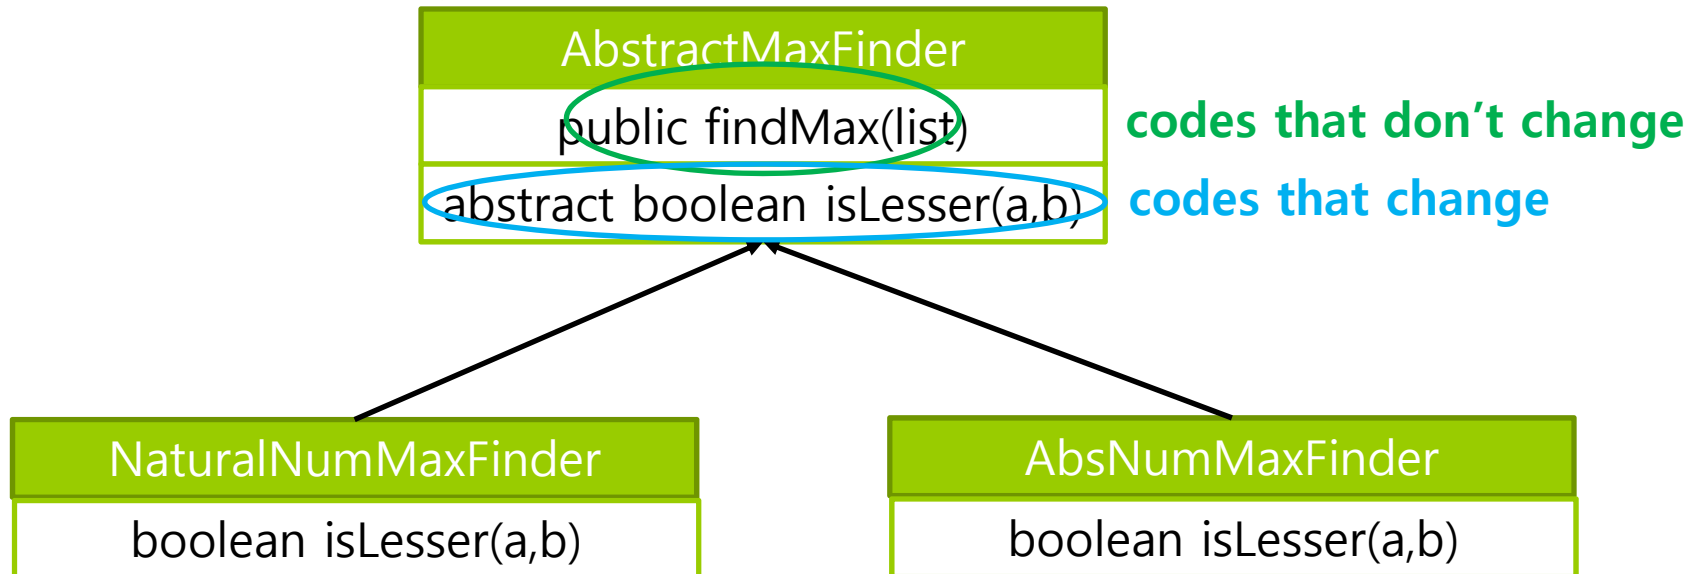 AbstractMaxFinder
public findMax(list)
codes that don’t change
abstract boolean isLesser(a,b)
codes that change
NaturalNumMaxFinder
AbsNumMaxFinder
boolean isLesser(a,b)
boolean isLesser(a,b)